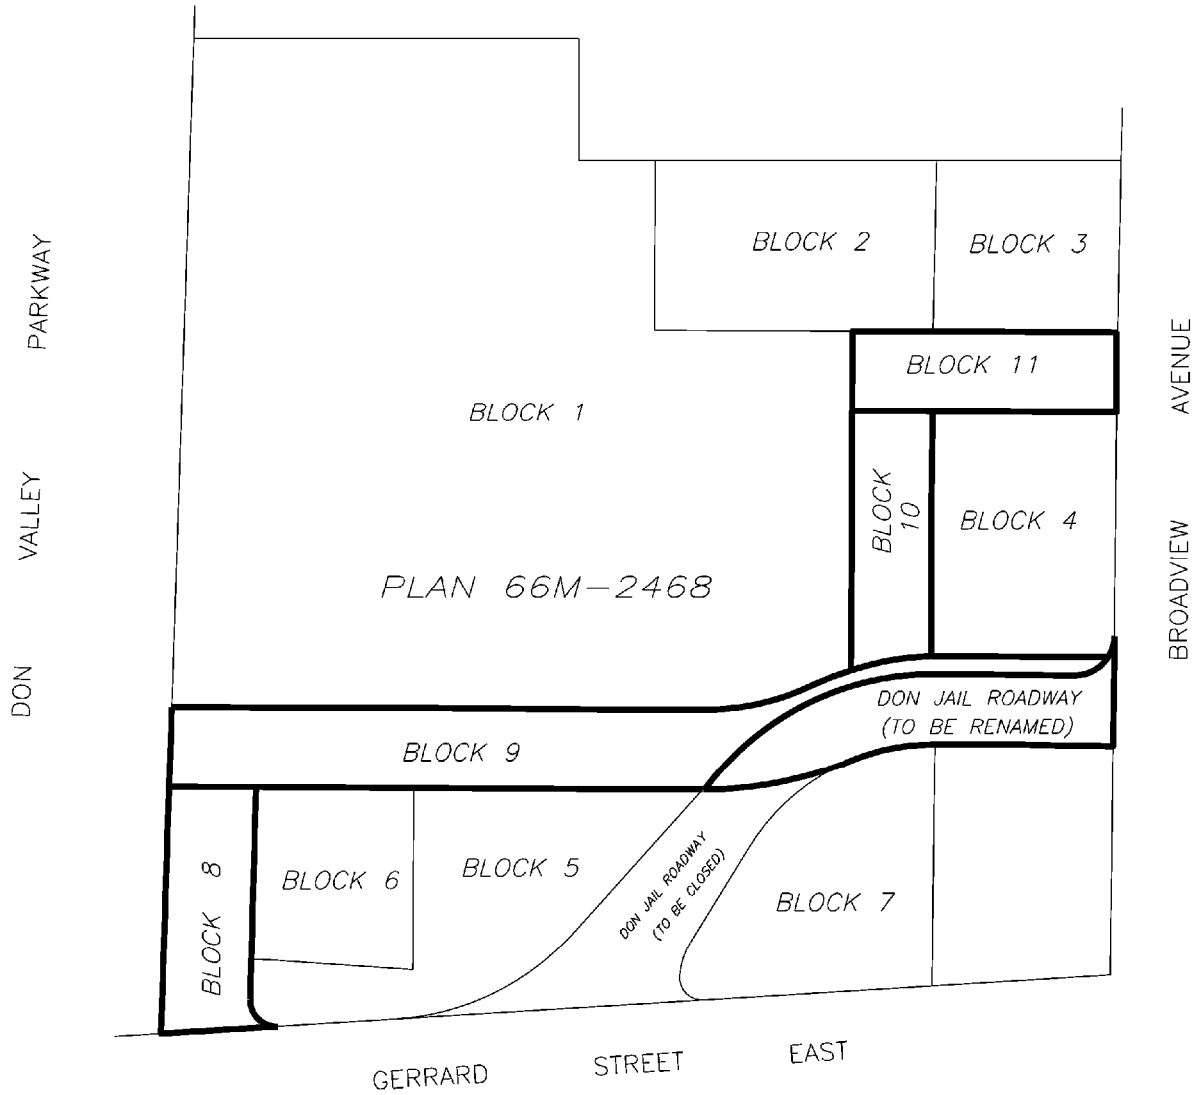 BLOCK 2
BLOCK 3
DON VALLEY PARKWAY
BROADVIEW AVENUE
BLOCK 11
BLOCK 1
BLOCK
10
BLOCK 4
PLAN 66M-2468
DON JAIL ROADWAY
(TO BE RENAMED)
BLOCK 9
BLOCK 8
BLOCK 6
BLOCK 5
DON JAIL ROADWAY
(TO BE CLOSED)
BLOCK 7
GERRARD STREET EAST